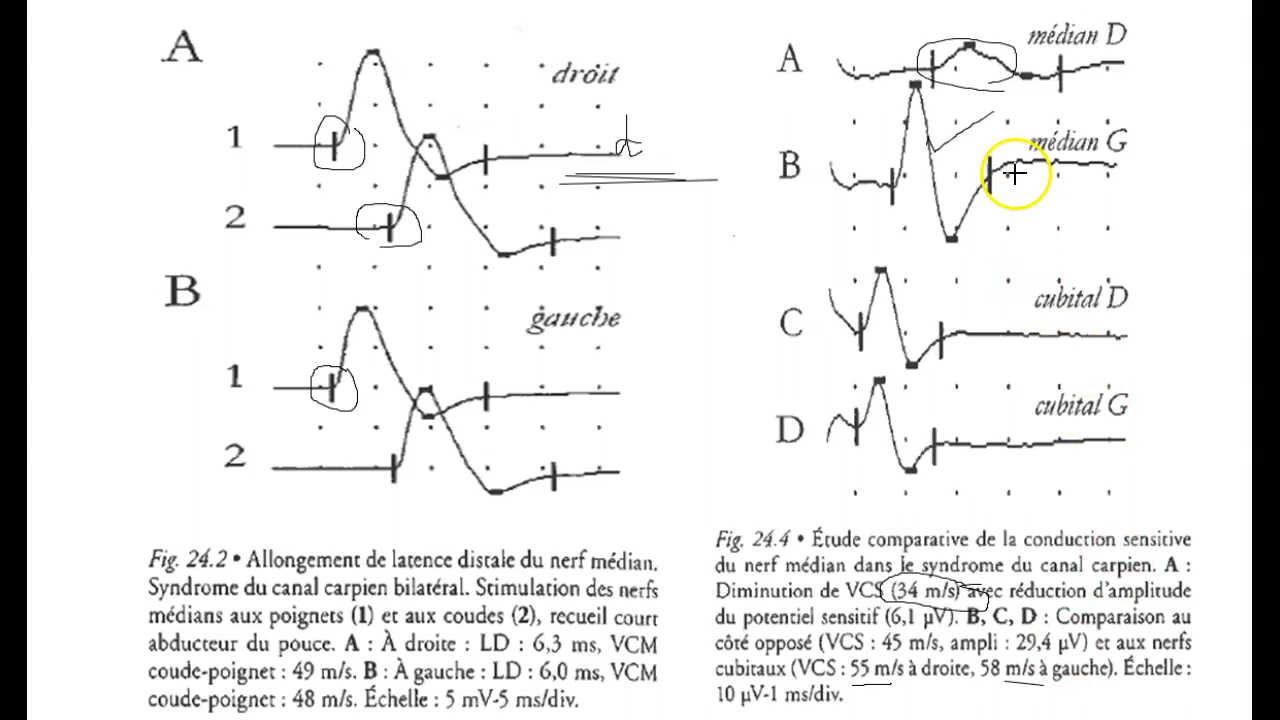 A
droit
1
d
2
B
gauche
1
2
Fig. 24.2 • Allongement de latence distale du nerf médian.
Syndrome du canal carpien bilatéral. Stimulation des nerfs
médians aux poignets (1) et aux coudes (2), recueil court
abducteur du pouce. A : À droite : LD : 6,3 ms, VCM
coude-poignet : 49 m/s. B : À gauche : LD : 6,0 ms, VCM
coude-poignet : 48 m/s. Échelle : 5 mV-5 ms/div.
médian D
A
médian G
B
cubital D
C
cubital G
D
Fig. 24.4 • Étude comparative de la conduction sensitive
du nerf médian dans le syndrome du canal carpien. A :
Diminution de VCS (34 m/s) avec réduction d'amplitude
du potentiel sensitif (6,1 µV). B, C, D : Comparaison au
côté opposé (VCS : 45 m/s, ampli : 29,4 µV) et aux nerfs
cubitaux (VCS : 55 m/s à droite, 58 m/s à gauche). Échelle :
10 µV-1 ms/div.